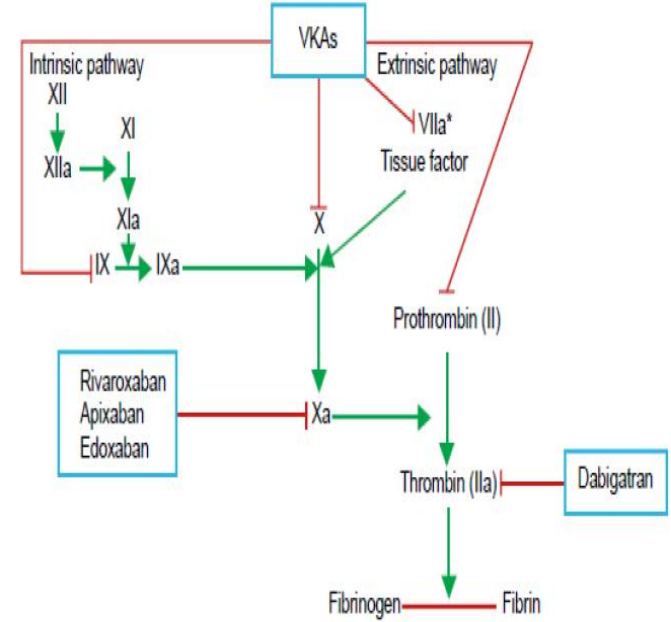 VKAs
Intrinsic pathway
Extrinsic pathway
XII
XI
VIIa*
XIIa
Tissue factor
XIa
X
IX
IXa
Prothrombin (II)
Rivaroxaban
Apixaban
Edoxaban
Xa
Thrombin (IIa)
Dabigatran
Fibrinogen
Fibrin